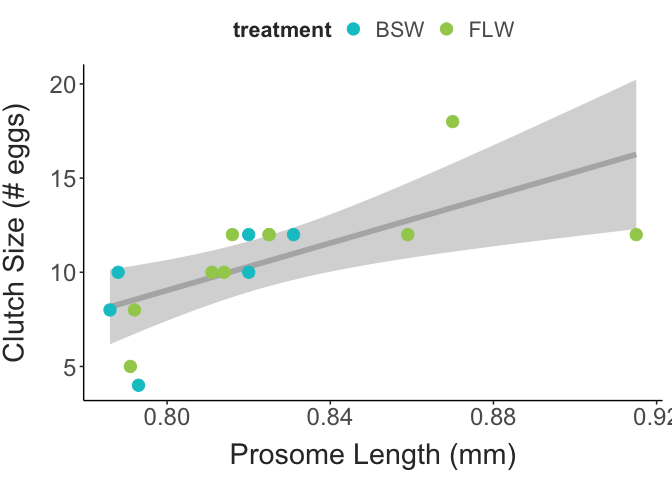 treatment BSW FLW
20
15
10
5
Clutch Size (# eggs)
0.80 0.84 0.88 0.92
Prosome Length (mm)